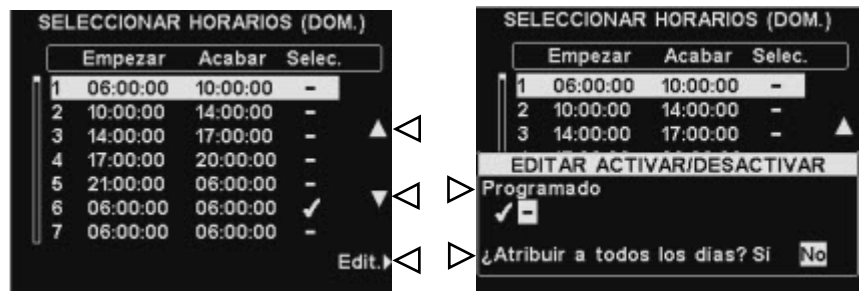 SELECCIONAR HORARIOS (DOM.)
Empezar Acabar Selec.
1 06:00:00 10:00:00 -
2 10:00:00 14:00:00 -
3 14:00:00 17:00:00 -
4 17:00:00 20:00:00 -
5 21:00:00 06:00:00 -
6 06:00:00 06:00:00 ✓
7 06:00:00 06:00:00 -
Edit.
SELECCIONAR HORARIOS (DOM.)
Empezar Acabar Selec.
1 06:00:00 10:00:00 -
2 10:00:00 14:00:00 -
3 14:00:00 17:00:00 -
EDITAR ACTIVAR/DESACTIVAR
Programado
✓ -
¿Atribuir a todos los días? Sí No